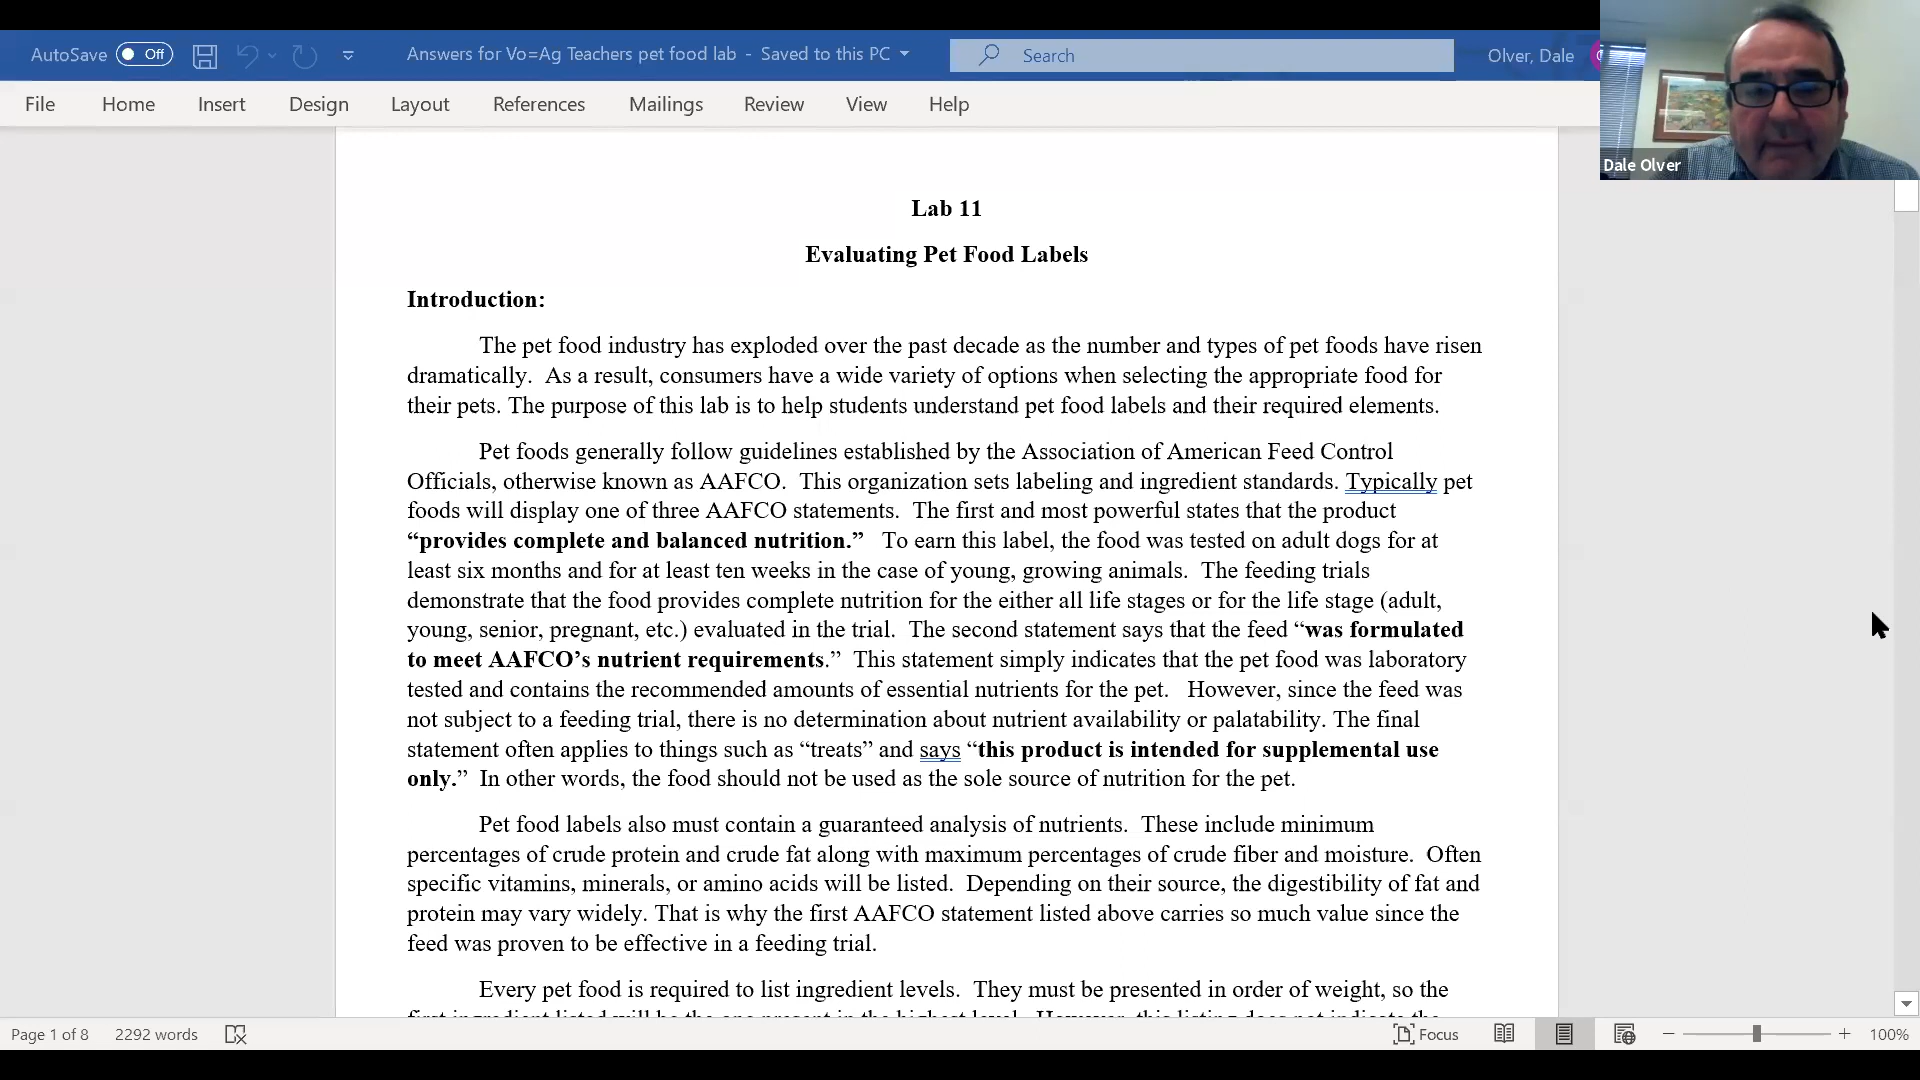 AutoSave Off Answers for Vo=Ag Teachers pet food lab - Saved to this PC Search Olver, Dale
File Home Insert Design Layout References Mailings Review View Help
Dale Olver
Lab 11
Evaluating Pet Food Labels
Introduction:
The pet food industry has exploded over the past decade as the number and types of pet foods have risen
dramatically. As a result, consumers have a wide variety of options when selecting the appropriate food for
their pets. The purpose of this lab is to help students understand pet food labels and their required elements.
Pet foods generally follow guidelines established by the Association of American Feed Control
Officials, otherwise known as AAFCO. This organization sets labeling and ingredient standards. Typically pet
foods will display one of three AAFCO statements. The first and most powerful states that the product
“provides complete and balanced nutrition.” To earn this label, the food was tested on adult dogs for at
least six months and for at least ten weeks in the case of young, growing animals. The feeding trials
demonstrate that the food provides complete nutrition for the either all life stages or for the life stage (adult,
young, senior, pregnant, etc.) evaluated in the trial. The second statement says that the feed “was formulated
to meet AAFCO’s nutrient requirements.” This statement simply indicates that the pet food was laboratory
tested and contains the recommended amounts of essential nutrients for the pet. However, since the feed was
not subject to a feeding trial, there is no determination about nutrient availability or palatability. The final
statement often applies to things such as “treats” and says “this product is intended for supplemental use
only.” In other words, the food should not be used as the sole source of nutrition for the pet.
Pet food labels also must contain a guaranteed analysis of nutrients. These include minimum
percentages of crude protein and crude fat along with maximum percentages of crude fiber and moisture. Often
specific vitamins, minerals, or amino acids will be listed. Depending on their source, the digestibility of fat and
protein may vary widely. That is why the first AAFCO statement listed above carries so much value since the
feed was proven to be effective in a feeding trial.
Every pet food is required to list ingredient levels. They must be presented in order of weight, so the
first ingredient listed will be the one present in the highest level. However, this listing does not indicate the
Page 1 of 8 2292 words Focus 100%